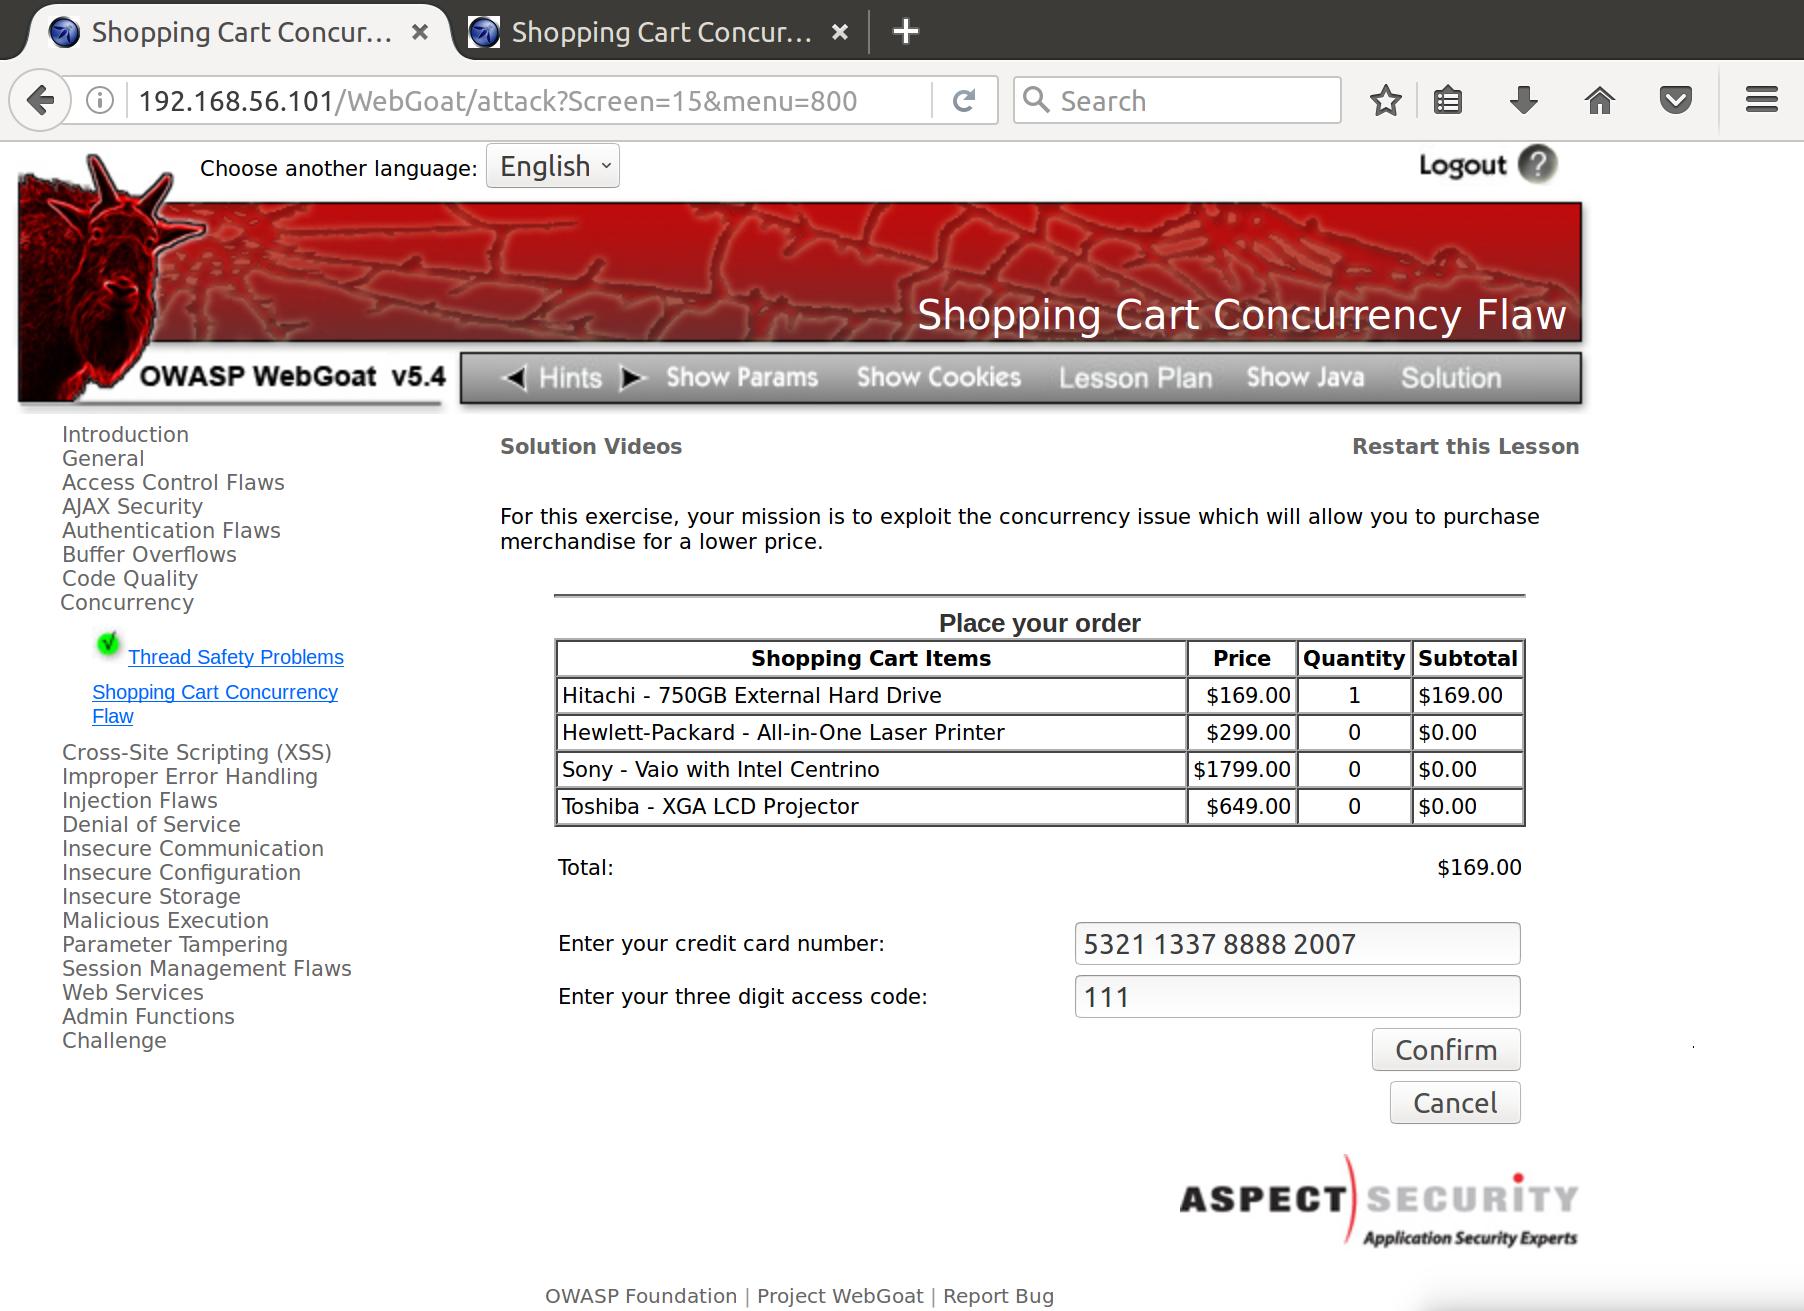 Shopping Cart Concur... × Shopping Cart Concur... × +
192.168.56.101/WebGoat/attack?Screen=15&menu=800 Search
Choose another language: English Logout ?
Shopping Cart Concurrency Flaw
OWASP WebGoat v5.4 Hints Show Params Show Cookies Lesson Plan Show Java Solution
Solution Videos Restart this Lesson
Introduction
General
Access Control Flaws
AJAX Security
Authentication Flaws
Buffer Overflows
Code Quality
Concurrency
Thread Safety Problems
Shopping Cart Concurrency
Flaw
Cross-Site Scripting (XSS)
Improper Error Handling
Injection Flaws
Denial of Service
Insecure Communication
Insecure Configuration
Insecure Storage
Malicious Execution
Parameter Tampering
Session Management Flaws
Web Services
Admin Functions
Challenge
For this exercise, your mission is to exploit the concurrency issue which will allow you to purchase
merchandise for a lower price.
Place your order
Shopping Cart Items Price Quantity Subtotal
Hitachi - 750GB External Hard Drive $169.00 1 $169.00
Hewlett-Packard - All-in-One Laser Printer $299.00 0 $0.00
Sony - Vaio with Intel Centrino $1799.00 0 $0.00
Toshiba - XGA LCD Projector $649.00 0 $0.00
Total: $169.00
Enter your credit card number: 5321 1337 8888 2007
Enter your three digit access code: 111
Confirm
Cancel
ASPECT SECURITY
Application Security Experts
OWASP Foundation | Project WebGoat | Report Bug